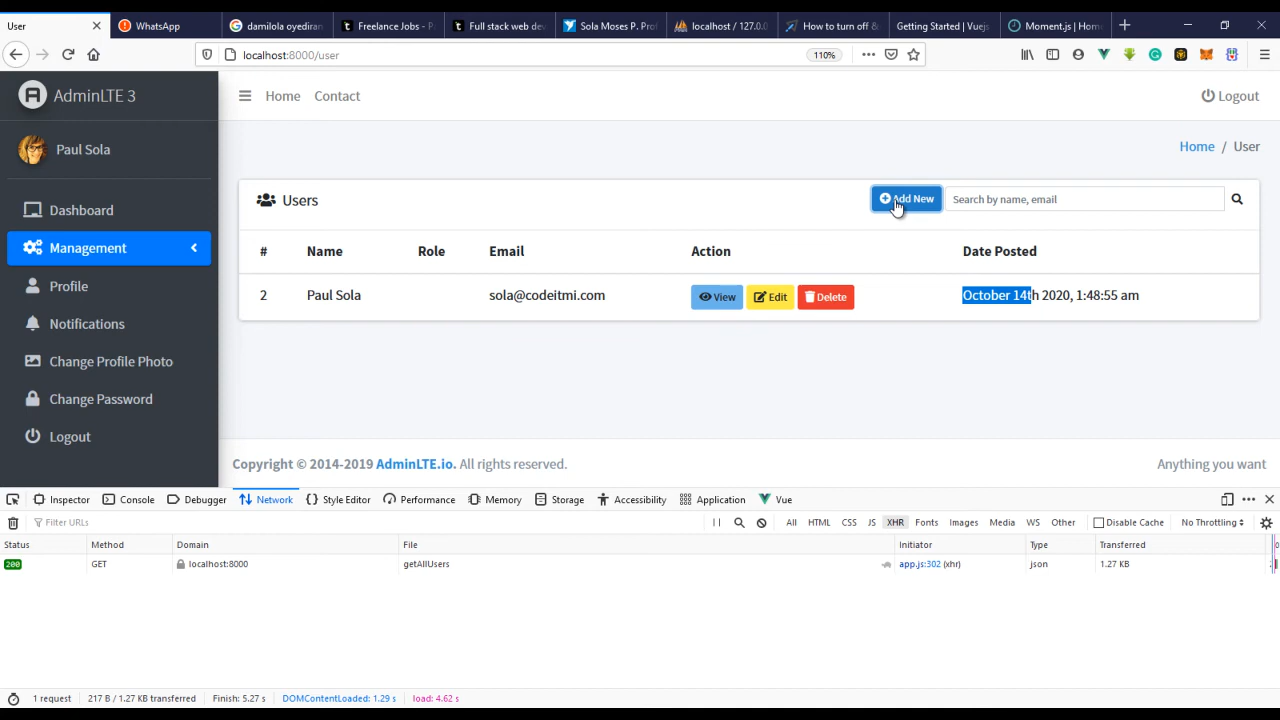 User
WhatsApp
damilola oyediran
Freelance Jobs - P
Full stack web dev
Sola Moses P. Prof
localhost / 127.0.0
How to turn off &
Getting Started | Vuejs
Moment.js | Home
localhost:8000/user
110%
AdminLTE 3
Home Contact
Logout
Paul Sola
Home / User
Dashboard
Management
Profile
Notifications
Change Profile Photo
Change Password
Logout
Users
Add New
Search by name, email
# Name Role Email Action Date Posted
2 Paul Sola sola@codeitmi.com View Edit Delete October 14th 2020, 1:48:55 am
Copyright © 2014-2019 AdminLTE.io. All rights reserved.
Anything you want
Inspector Console Debugger Network Style Editor Performance Memory Storage Accessibility Application Vue
Filter URLs
All HTML CSS JS XHR Fonts Images Media WS Other Disable Cache No Throttling
Status Method Domain File Initiator Type Transferred
200 GET localhost:8000 getAllUsers app.js:302 (xhr) json 1.27 KB
1 request 217 B / 1.27 KB transferred Finish: 5.27 s DOMContentLoaded: 1.29 s load: 4.62 s